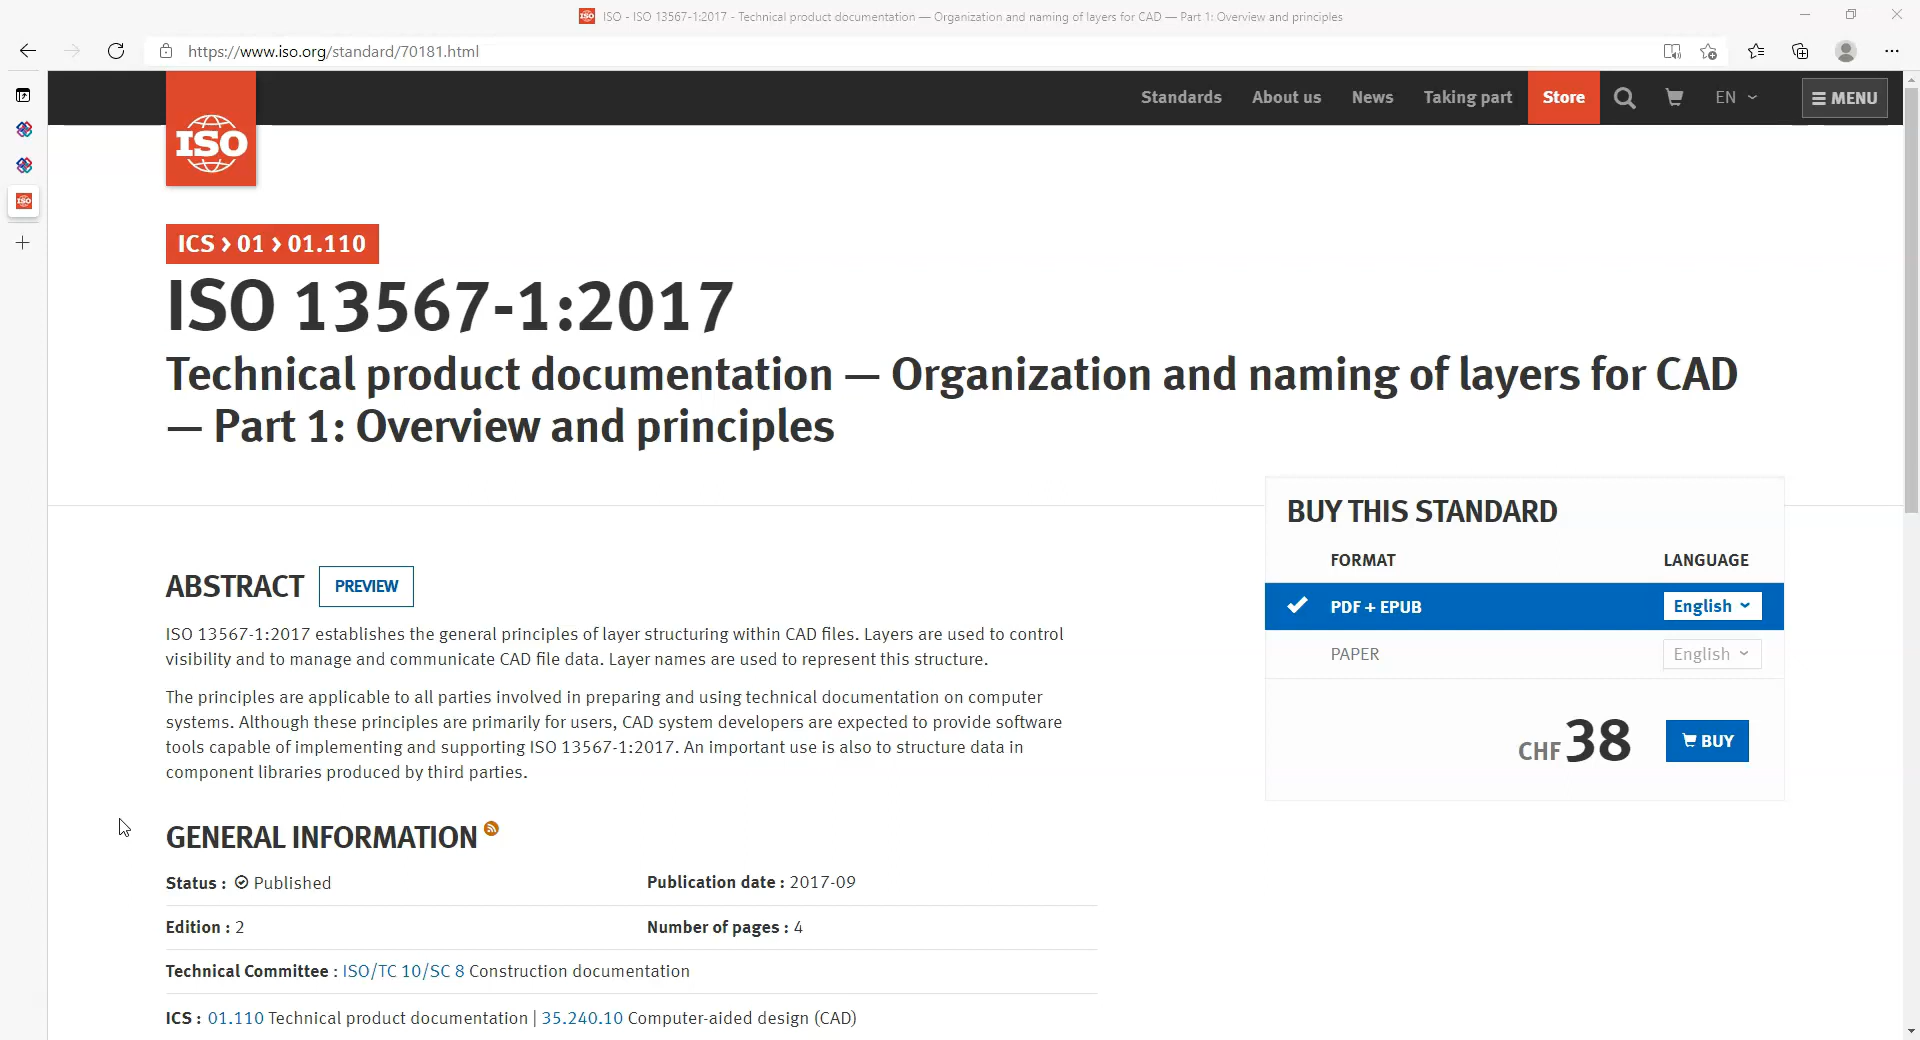 ISO - ISO 13567-1:2017 - Technical product documentation — Organization and naming of layers for CAD — Part 1: Overview and principles
https://www.iso.org/standard/70181.html
Standards About us News Taking part Store EN MENU
ISO
ICS > 01 > 01.110
ISO 13567-1:2017
Technical product documentation — Organization and naming of layers for CAD
— Part 1: Overview and principles
BUY THIS STANDARD
FORMAT LANGUAGE
PDF + EPUB English
PAPER English
CHF 38 BUY
ABSTRACT PREVIEW
ISO 13567-1:2017 establishes the general principles of layer structuring within CAD files. Layers are used to control
visibility and to manage and communicate CAD file data. Layer names are used to represent this structure.
The principles are applicable to all parties involved in preparing and using technical documentation on computer
systems. Although these principles are primarily for users, CAD system developers are expected to provide software
tools capable of implementing and supporting ISO 13567-1:2017. An important use is also to structure data in
component libraries produced by third parties.
GENERAL INFORMATION
Status : Published Publication date : 2017-09
Edition : 2 Number of pages : 4
Technical Committee : ISO/TC 10/SC 8 Construction documentation
ICS : 01.110 Technical product documentation | 35.240.10 Computer-aided design (CAD)